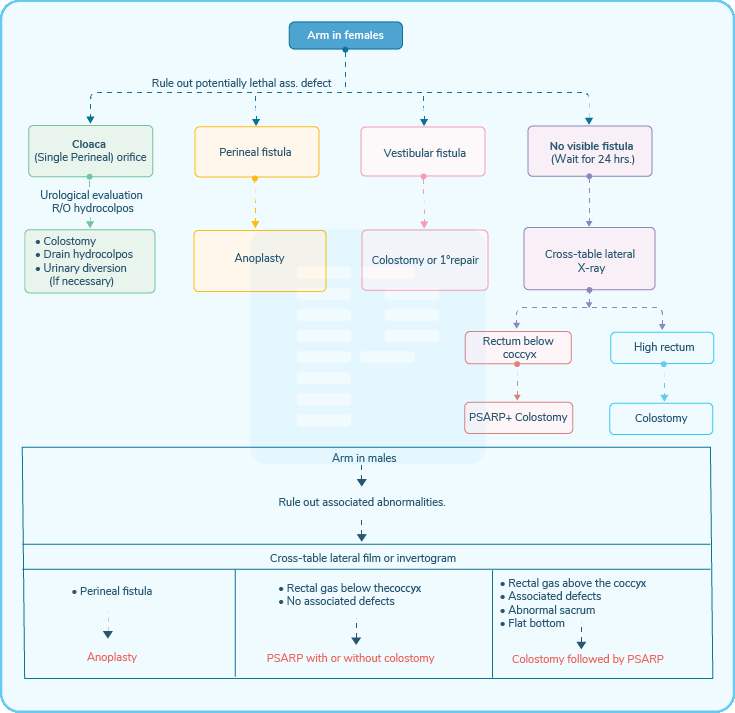 Arm in females
Rule out potentially lethal ass. defect
Cloaca
(Single Perineal) orifice
Perineal fistula
Vestibular fistula
No visible fistula
(Wait for 24 hrs.)
Urological evaluation
R/O hydrocolpos
• Colostomy
• Drain hydrocolpos
• Urinary diversion
(If necessary)
Anoplasty
Colostomy or 1°repair
Cross-table lateral
X-ray
Rectum below
coccyx
High rectum
PSARP+ Colostomy
Colostomy
Arm in males
Rule out associated abnormalities.
Cross-table lateral film or invertogram
• Perineal fistula
Anoplasty
• Rectal gas below thecoccyx
• No associated defects
PSARP with or without colostomy
• Rectal gas above the coccyx
• Associated defects
• Abnormal sacrum
• Flat bottom
Colostomy followed by PSARP